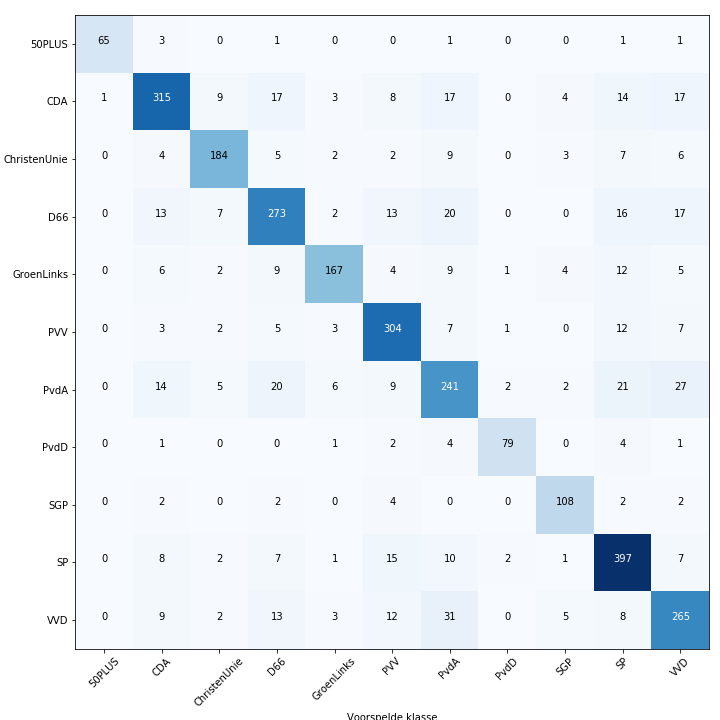 50PLUS 65 3 0 1 0 0 1 0 0 1 1
CDA 1 315 9 17 3 8 17 0 4 14 17
ChristenUnie 0 4 184 5 2 2 9 0 3 7 6
D66 0 13 7 273 2 13 20 0 0 16 17
GroenLinks 0 6 2 9 167 4 9 1 4 12 5
PVV 0 3 2 5 3 304 7 1 0 12 7
PvdA 0 14 5 20 6 9 241 2 2 21 27
PvdD 0 1 0 0 1 2 4 79 0 4 1
SGP 0 2 0 2 0 4 0 0 108 2 2
SP 0 8 2 7 1 15 10 2 1 397 7
VVD 0 9 2 13 3 12 31 0 5 8 265
50PLUS CDA ChristenUnie D66 GroenLinks PVV PvdA PvdD SGP SP VVD
Voorspelde klasse